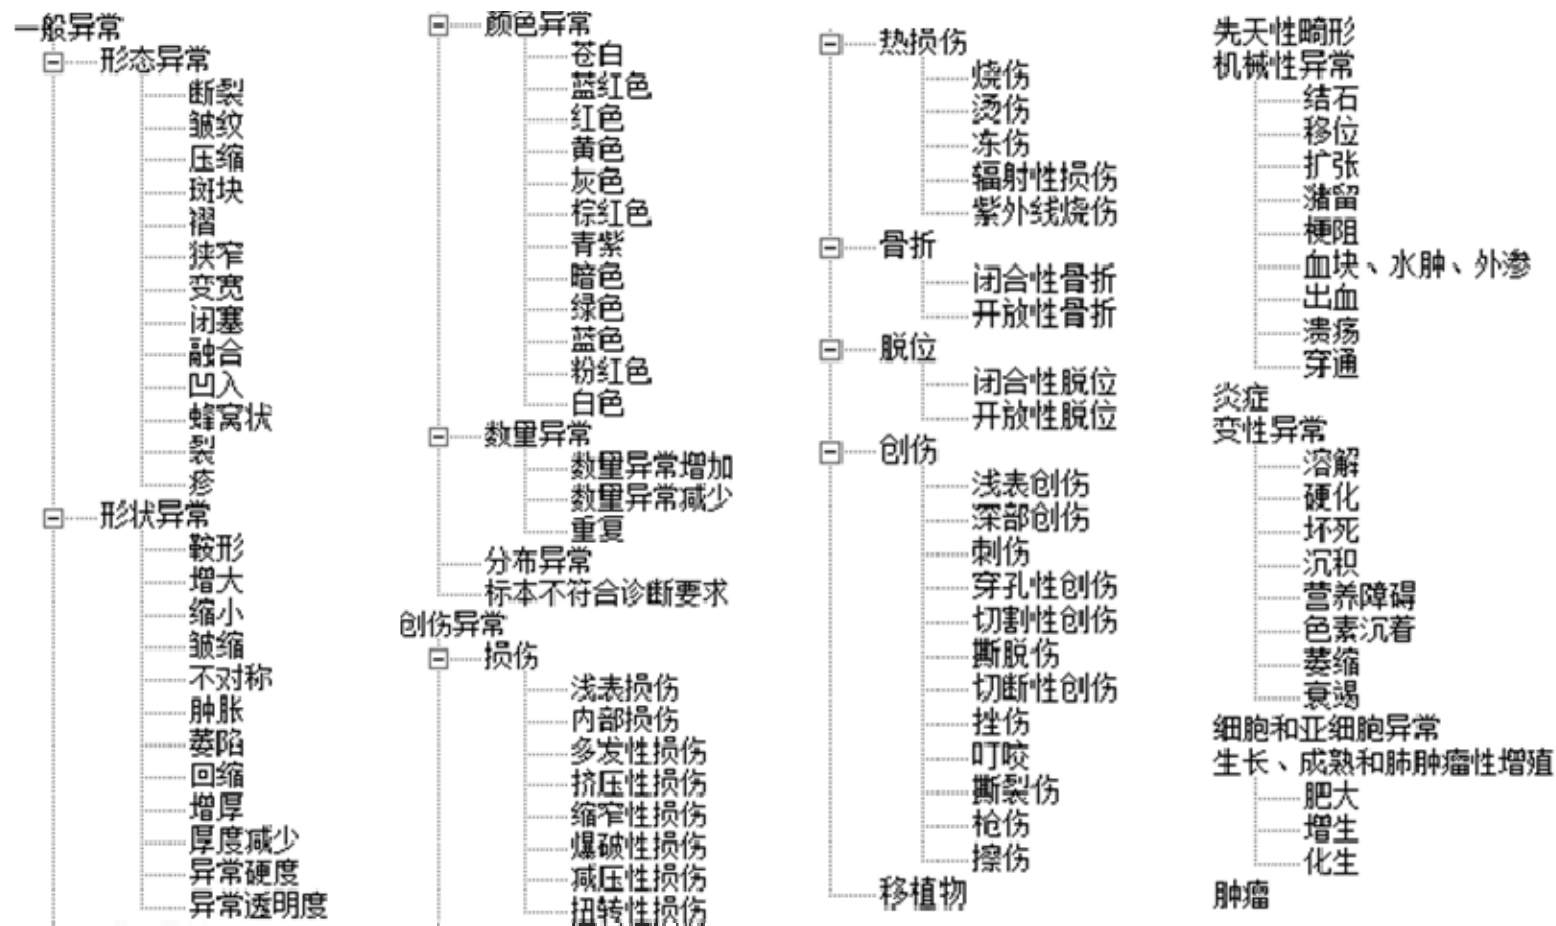 一般异常
形态异常
断裂
皱纹
压缩
斑块
褶
狭窄
变宽
闭塞
融合
凹入
蜂窝状
裂
疹
形状异常
鞍形
增大
缩小
皱缩
不对称
肿胀
萎陷
回缩
增厚
厚度减少
异常硬度
异常透明度
颜色异常
苍白
蓝红色
红色
黄色
灰色
棕红色
青紫
暗色
绿色
蓝色
粉红色
白色
数量异常
数量异常增加
数量异常减少
重复
分布异常
标本不符合诊断要求
创伤异常
损伤
浅表损伤
内部损伤
多发性损伤
挤压性损伤
缩窄性损伤
爆破性损伤
减压性损伤
扭转性损伤
热损伤
烧伤
烫伤
冻伤
辐射性损伤
紫外线烧伤
骨折
闭合性骨折
开放性骨折
脱位
闭合性脱位
开放性脱位
创伤
浅表创伤
深部创伤
刺伤
穿孔性创伤
切割性创伤
撕脱伤
切断性创伤
挫伤
叮咬
撕裂伤
枪伤
擦伤
移植物
先天性畸形
机械性异常
结石
移位
扩张
潴留
梗阻
血块、水肿、外渗
出血
溃疡
穿通
炎症
变性异常
溶解
硬化
坏死
沉积
营养障碍
色素沉着
萎缩
衰竭
细胞和亚细胞异常
生长、成熟和肺肿瘤性增殖
肥大
增生
化生
肿瘤